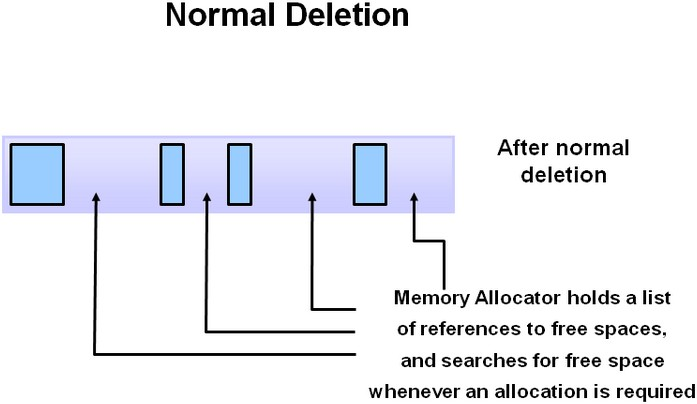 Normal Deletion
After normal
deletion
Memory Allocator holds a list
of references to free spaces,
and searches for free space
whenever an allocation is required